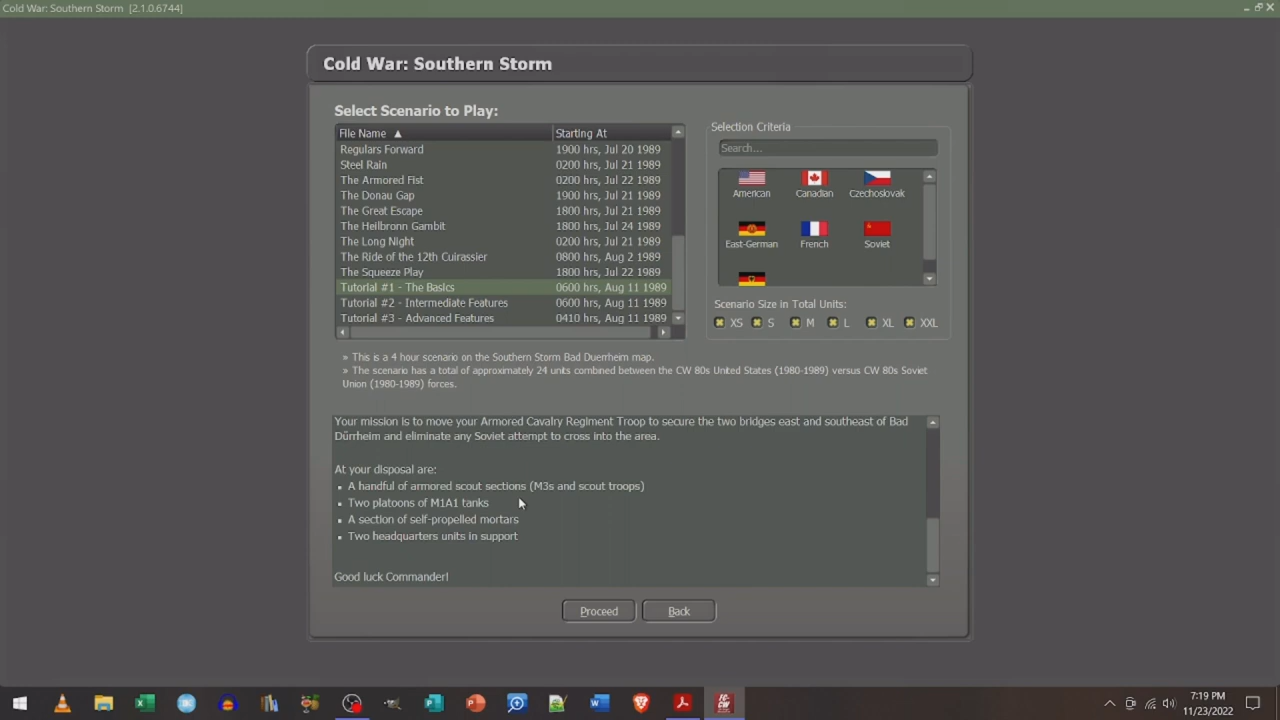 Cold War: Southern Storm  [2.1.0.6744]
Cold War: Southern Storm
Select Scenario to Play:
File Name ▲ Starting At
Regulars Forward 1900 hrs, Jul 20 1989
Steel Rain 0200 hrs, Jul 21 1989
The Armored Fist 0200 hrs, Jul 22 1989
The Donau Gap 1900 hrs, Jul 21 1989
The Great Escape 1800 hrs, Jul 21 1989
The Heilbronn Gambit 1800 hrs, Jul 24 1989
The Long Night 0200 hrs, Jul 21 1989
The Ride of the 12th Cuirassier 0800 hrs, Aug 2 1989
The Squeeze Play 1800 hrs, Jul 22 1989
Tutorial #1 - The Basics 0600 hrs, Aug 11 1989
Tutorial #2 - Intermediate Features 0600 hrs, Aug 11 1989
Tutorial #3 - Advanced Features 0410 hrs, Aug 11 1989
Selection Criteria
Search...
American Canadian Czechoslovak
East-German French Soviet
Scenario Size in Total Units:
XS S M L XL XXL
» This is a 4 hour scenario on the Southern Storm Bad Duerrheim map.
» The scenario has a total of approximately 24 units combined between the CW 80s United States (1980-1989) versus CW 80s Soviet
Union (1980-1989) forces.
Your mission is to move your Armored Cavalry Regiment Troop to secure the two bridges east and southeast of Bad
Dürrheim and eliminate any Soviet attempt to cross into the area.
At your disposal are:
▪ A handful of armored scout sections (M3s and scout troops)
▪ Two platoons of M1A1 tanks
▪ A section of self-propelled mortars
▪ Two headquarters units in support
Good luck Commander!
Proceed Back
7:19 PM
11/23/2022